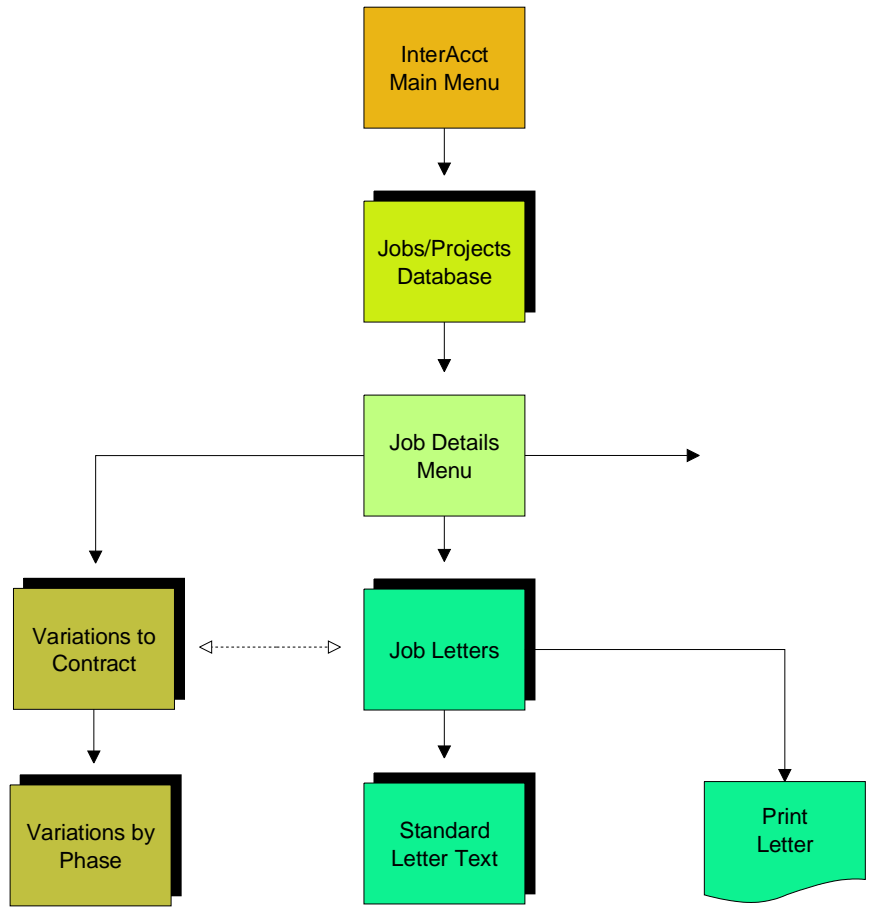 InterAcct
Main Menu
Jobs/Projects
Database
Job Details
Menu
Variations to
Contract
Job Letters
Variations by
Phase
Standard
Letter Text
Print
Letter